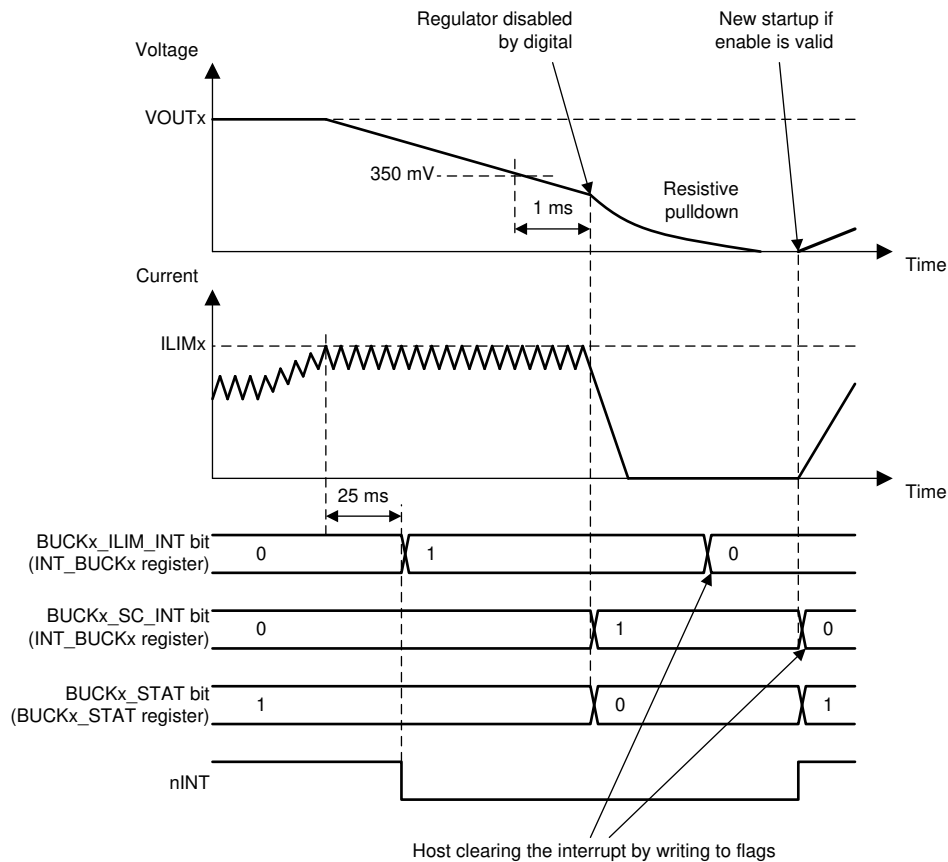 Regulator disabled
by digital
New startup if
enable is valid
Voltage
VOUTx
350 mV
1 ms
Resistive
pulldown
Time
Current
ILIMx
Time
25 ms
BUCKx_ILIM_INT bit
(INT_BUCKx register)
0
1
0
BUCKx_SC_INT bit
(INT_BUCKx register)
0
1
0
BUCKx_STAT bit
(BUCKx_STAT register)
1
0
1
nINT
Host clearing the interrupt by writing to flags